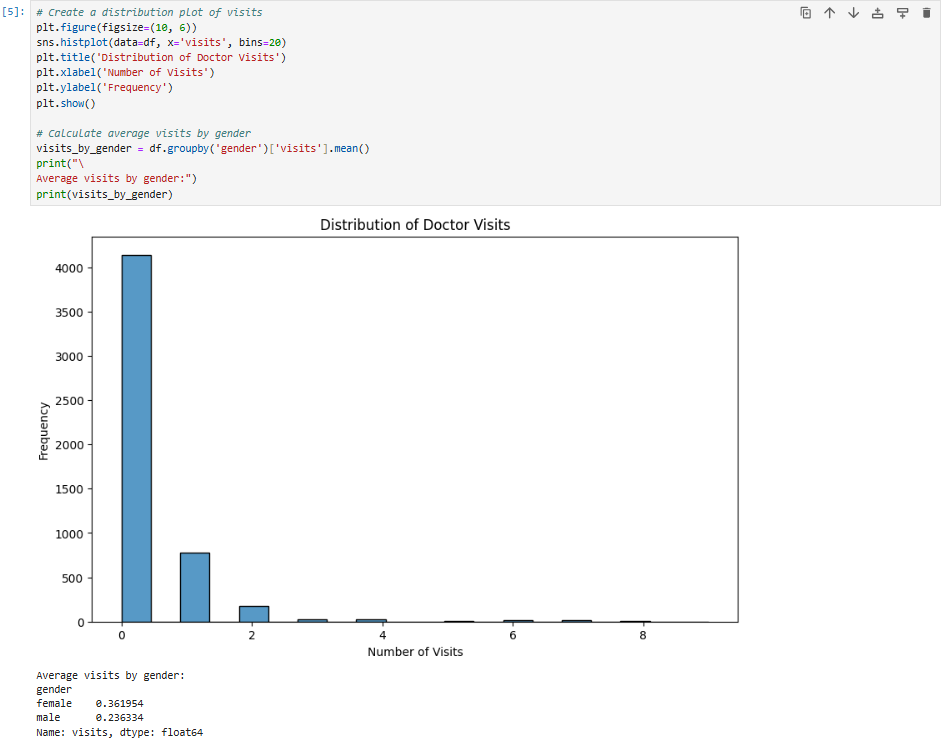 [5]:
# Create a distribution plot of visits
plt.figure(figsize=(10, 6))
sns.histplot(data=df, x='visits', bins=20)
plt.title('Distribution of Doctor Visits')
plt.xlabel('Number of Visits')
plt.ylabel('Frequency')
plt.show()
# Calculate average visits by gender
visits_by_gender = df.groupby('gender')['visits'].mean()
print("\
Average visits by gender:")
print(visits_by_gender)
Distribution of Doctor Visits
4000
3500
3000
2500
2000
1500
1000
500
0
Frequency
0 2 4 6 8
Number of Visits
Average visits by gender:
gender
female 0.361954
male 0.236334
Name: visits, dtype: float64